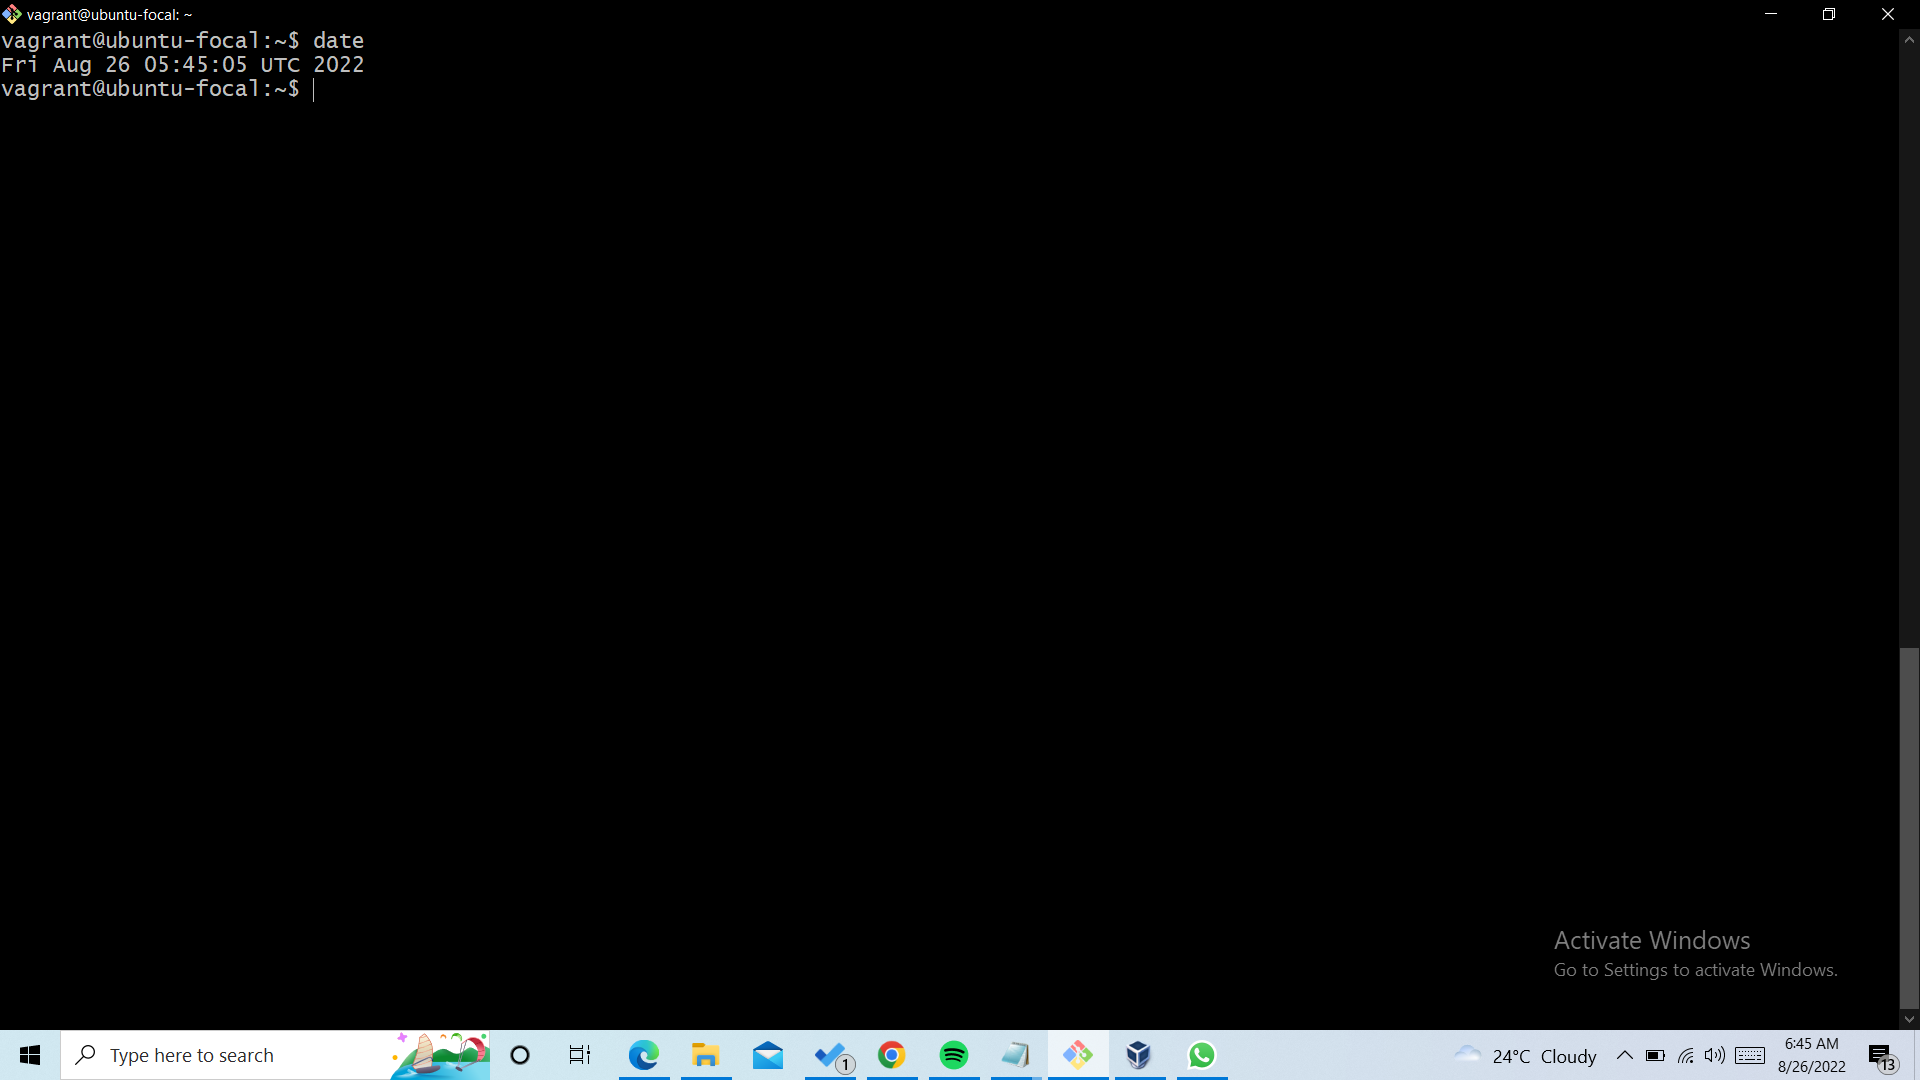 vagrant@ubuntu-focal: ~
vagrant@ubuntu-focal:~$ date
Fri Aug 26 05:45:05 UTC 2022
vagrant@ubuntu-focal:~$
Activate Windows
Go to Settings to activate Windows.
Type here to search
1
24°C Cloudy
6:45 AM
8/26/2022
13